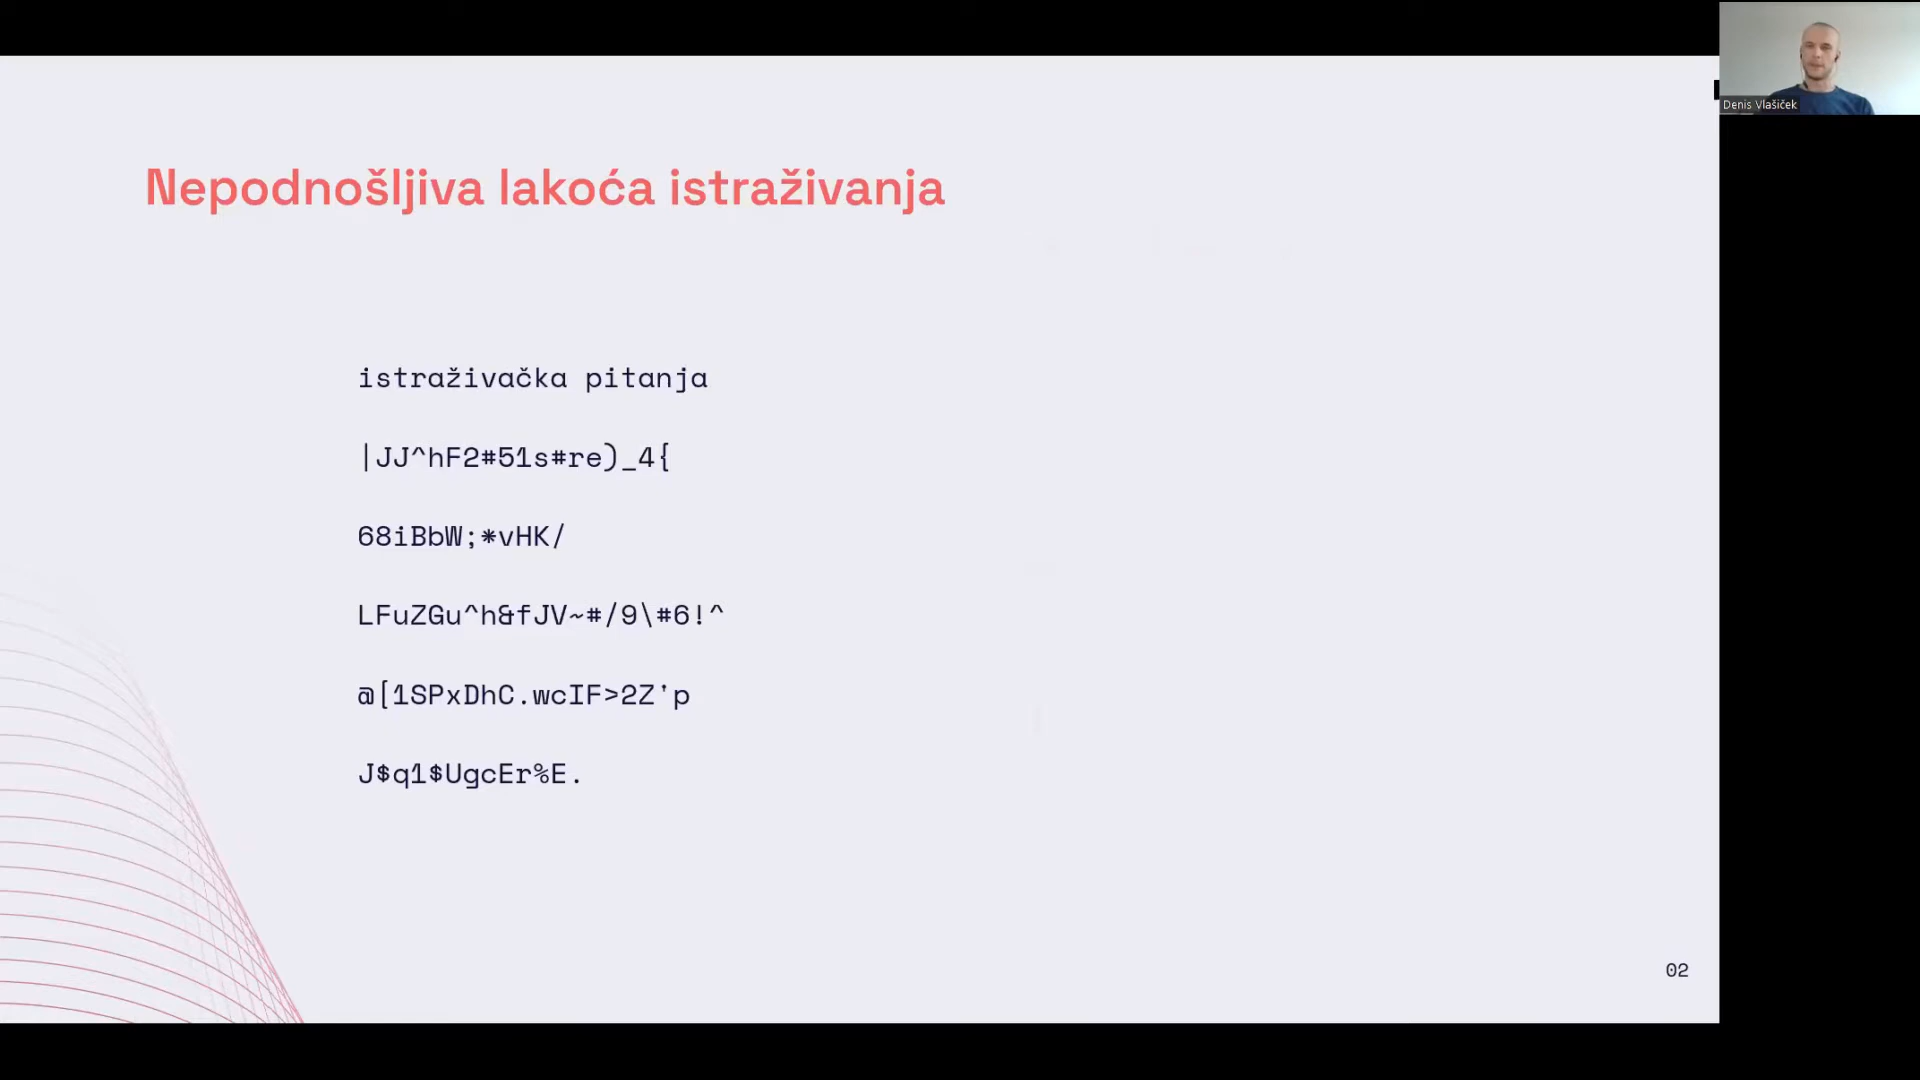 Nepodnošljiva lakoća istraživanja
istraživačka pitanja
|JJ^hF2#51s#re)_4{
68iBbW;*vHK/
LFuZGu^h&fJV~#/9\#6!^
@[1SPxDhC.wcIF>2Z'p
J$q1$UgcEr%E.
02
Denis Vlašiček